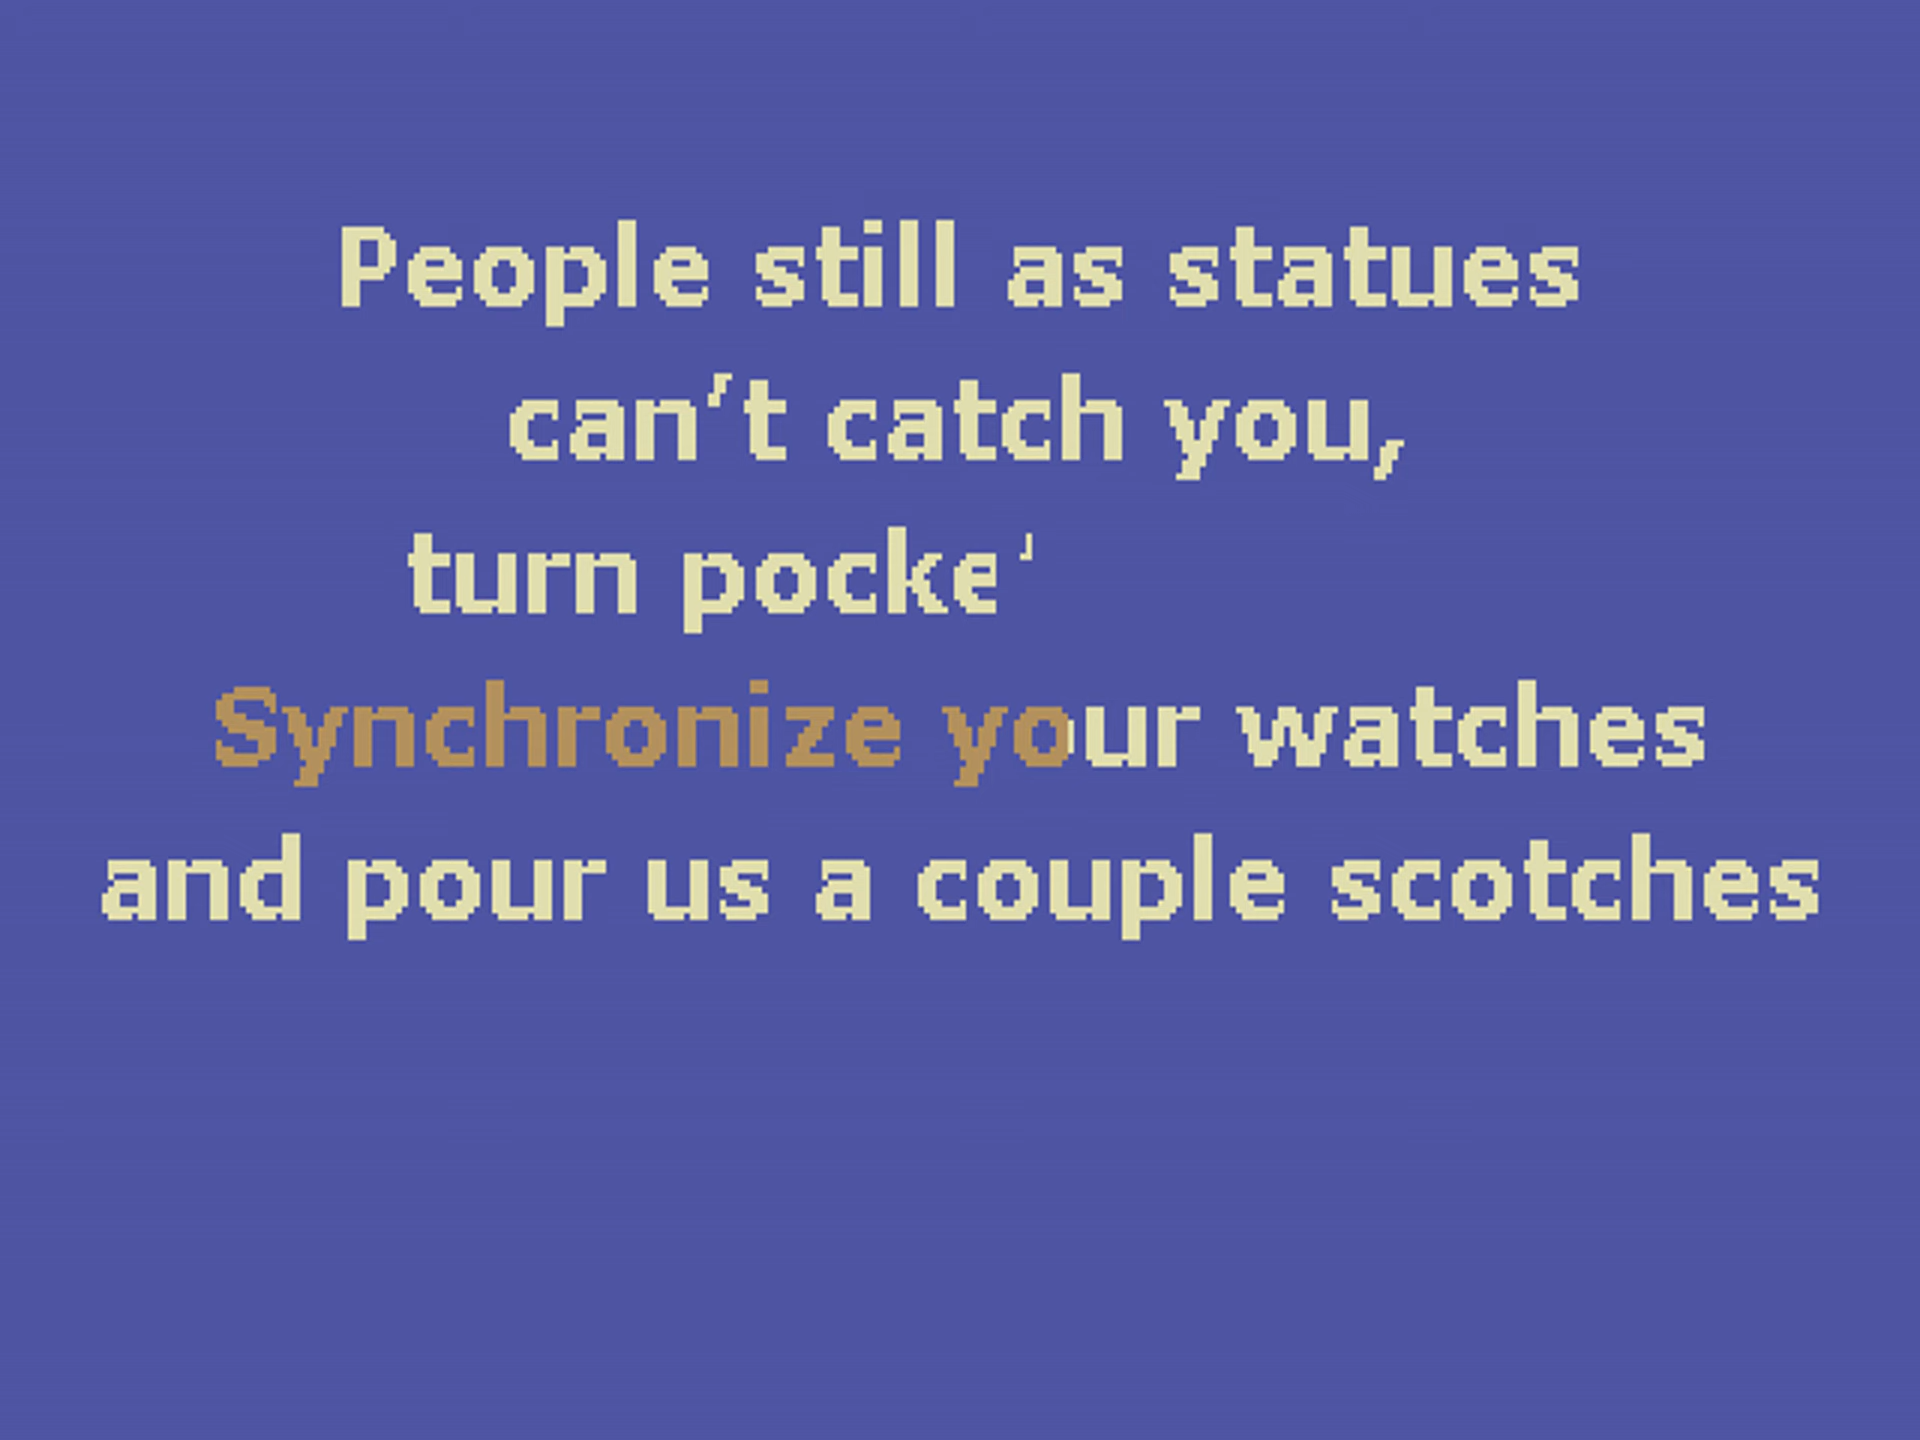 People still as statues
can't catch you,
turn pocke
Synchronize your watches
and pour us a couple scotches